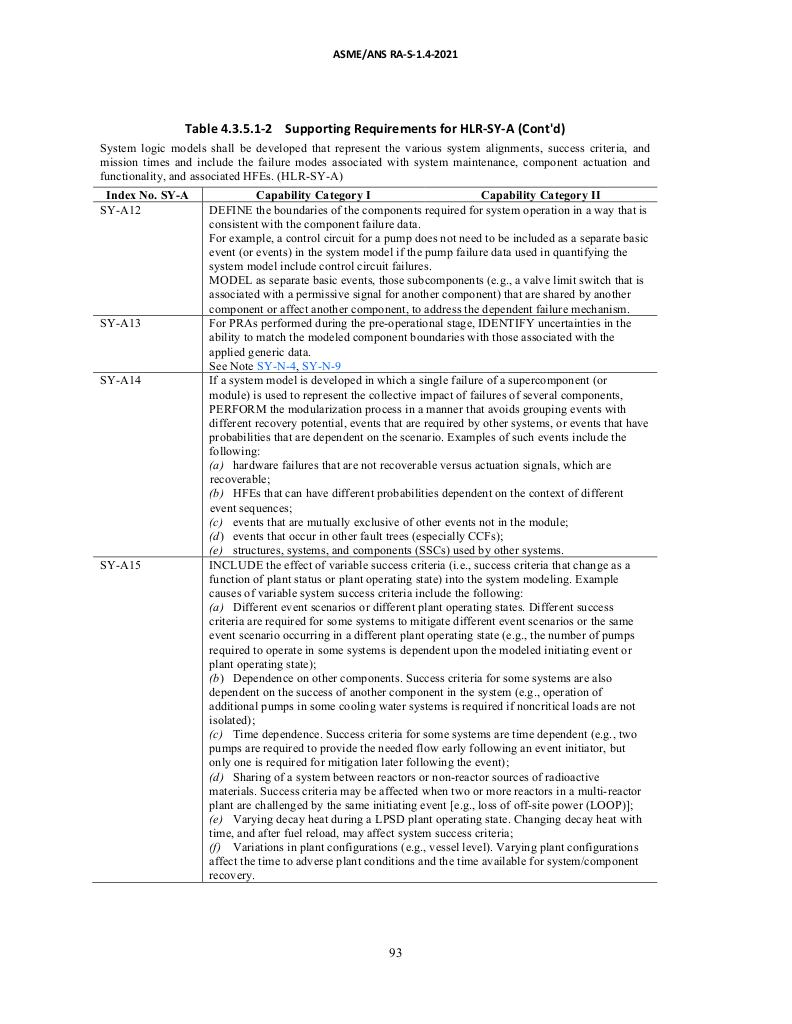 ASME/ANS RA-S-1.4-2021
Table 4.3.5.1-2 Supporting Requirements for HLR-SY-A (Cont'd)
System logic models shall be developed that represent the various system alignments, success criteria, and
mission times and include the failure modes associated with system maintenance, component actuation and
functionality, and associated HFEs. (HLR-SY-A)
Index No. SY-A Capability Category I Capability Category II
SY-A12 DEFINE the boundaries of the components required for system operation in a way that is
consistent with the component failure data.
For example, a control circuit for a pump does not need to be included as a separate basic
event (or events) in the system model if the pump failure data used in quantifying the
system model include control circuit failures.
MODEL as separate basic events, those subcomponents (e.g., a valve limit switch that is
associated with a permissive signal for another component) that are shared by another
component or affect another component, to address the dependent failure mechanism.
SY-A13 For PRAs performed during the pre-operational stage, IDENTIFY uncertainties in the
ability to match the modeled component boundaries with those associated with the
applied generic data.
See Note SY-N-4, SY-N-9
SY-A14 If a system model is developed in which a single failure of a supercomponent (or
module) is used to represent the collective impact of failures of several components,
PERFORM the modularization process in a manner that avoids grouping events with
different recovery potential, events that are required by other systems, or events that have
probabilities that are dependent on the scenario. Examples of such events include the
following:
(a) hardware failures that are not recoverable versus actuation signals, which are
recoverable;
(b) HFEs that can have different probabilities dependent on the context of different
event sequences;
(c) events that are mutually exclusive of other events not in the module;
(d) events that occur in other fault trees (especially CCFs);
(e) structures, systems, and components (SSCs) used by other systems.
SY-A15 INCLUDE the effect of variable success criteria (i.e., success criteria that change as a
function of plant status or plant operating state) into the system modeling. Example
causes of variable system success criteria include the following:
(a) Different event scenarios or different plant operating states. Different success
criteria are required for some systems to mitigate different event scenarios or the same
event scenario occurring in a different plant operating state (e.g., the number of pumps
required to operate in some systems is dependent upon the modeled initiating event or
plant operating state);
(b) Dependence on other components. Success criteria for some systems are also
dependent on the success of another component in the system (e.g., operation of
additional pumps in some cooling water systems is required if noncritical loads are not
isolated);
(c) Time dependence. Success criteria for some systems are time dependent (e.g., two
pumps are required to provide the needed flow early following an event initiator, but
only one is required for mitigation later following the event);
(d) Sharing of a system between reactors or non-reactor sources of radioactive
materials. Success criteria may be affected when two or more reactors in a multi-reactor
plant are challenged by the same initiating event [e.g., loss of off-site power (LOOP)];
(e) Varying decay heat during a LPSD plant operating state. Changing decay heat with
time, and after fuel reload, may affect system success criteria;
(f) Variations in plant configurations (e.g., vessel level). Varying plant configurations
affect the time to adverse plant conditions and the time available for system/component
recovery.
93